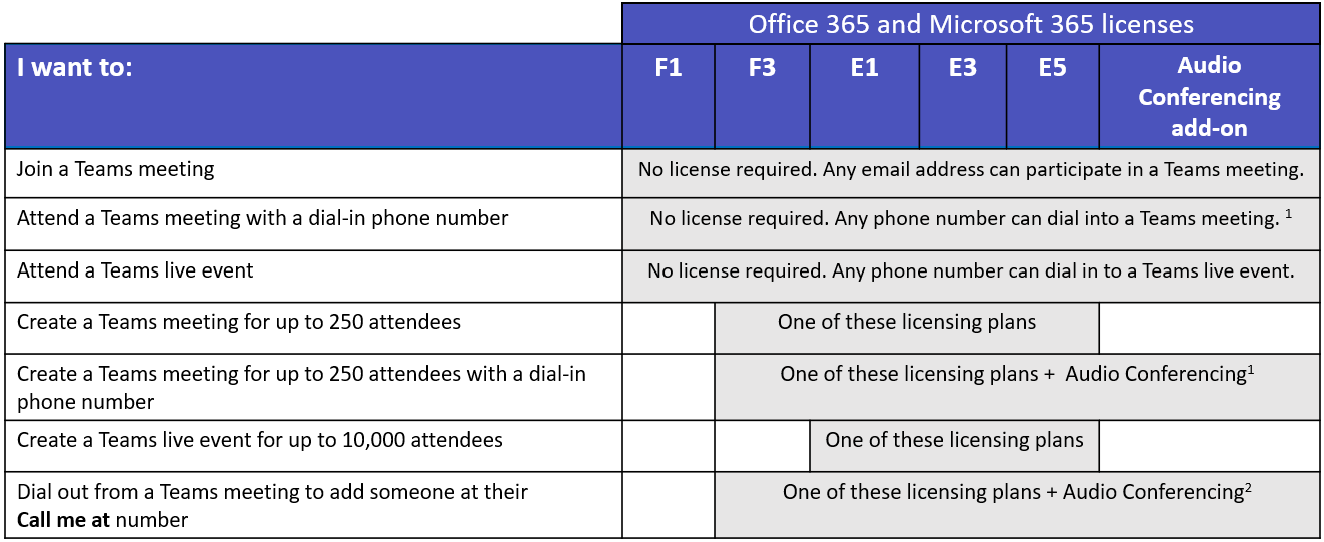 Office 365 and Microsoft 365 licenses
I want to:
F1
F3
E1
E3
E5
Audio
Conferencing
add-on
Join a Teams meeting
No license required. Any email address can participate in a Teams meeting.
Attend a Teams meeting with a dial-in phone number
No license required. Any phone number can dial into a Teams meeting. 1
Attend a Teams live event
No license required. Any phone number can dial in to a Teams live event.
Create a Teams meeting for up to 250 attendees
One of these licensing plans
Create a Teams meeting for up to 250 attendees with a dial-in
phone number
One of these licensing plans + Audio Conferencing1
Create a Teams live event for up to 10,000 attendees
One of these licensing plans
Dial out from a Teams meeting to add someone at their
Call me at number
One of these licensing plans + Audio Conferencing2